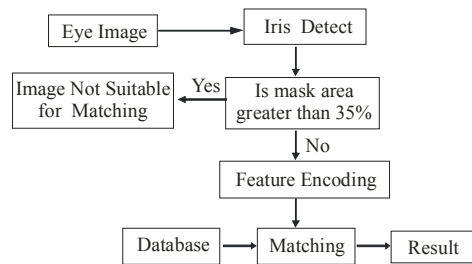 Eye Image
Iris Detect
Image Not Suitable
for Matching
Yes
Is mask area
greater than 35%
No
Feature Encoding
Database
Matching
Result